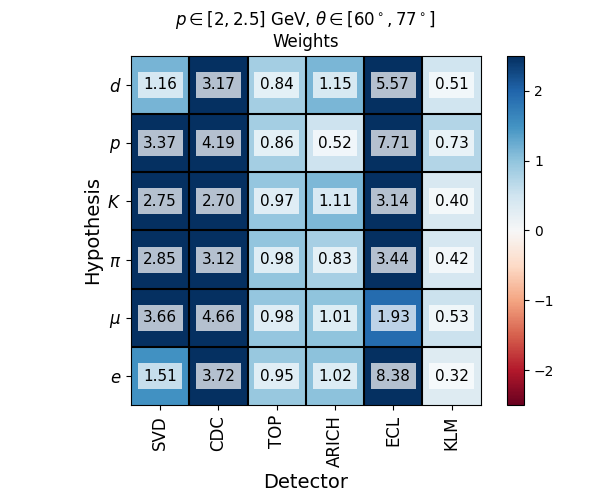 p ∈ [2, 2.5] GeV, θ ∈ [60°, 77°]
Weights
d 1.16 3.17 0.84 1.15 5.57 0.51
p 3.37 4.19 0.86 0.52 7.71 0.73
K 2.75 2.70 0.97 1.11 3.14 0.40
π 2.85 3.12 0.98 0.83 3.44 0.42
μ 3.66 4.66 0.98 1.01 1.93 0.53
e 1.51 3.72 0.95 1.02 8.38 0.32
SVD CDC TOP ARICH ECL KLM
Detector
Hypothesis
2
1
0
−1
−2